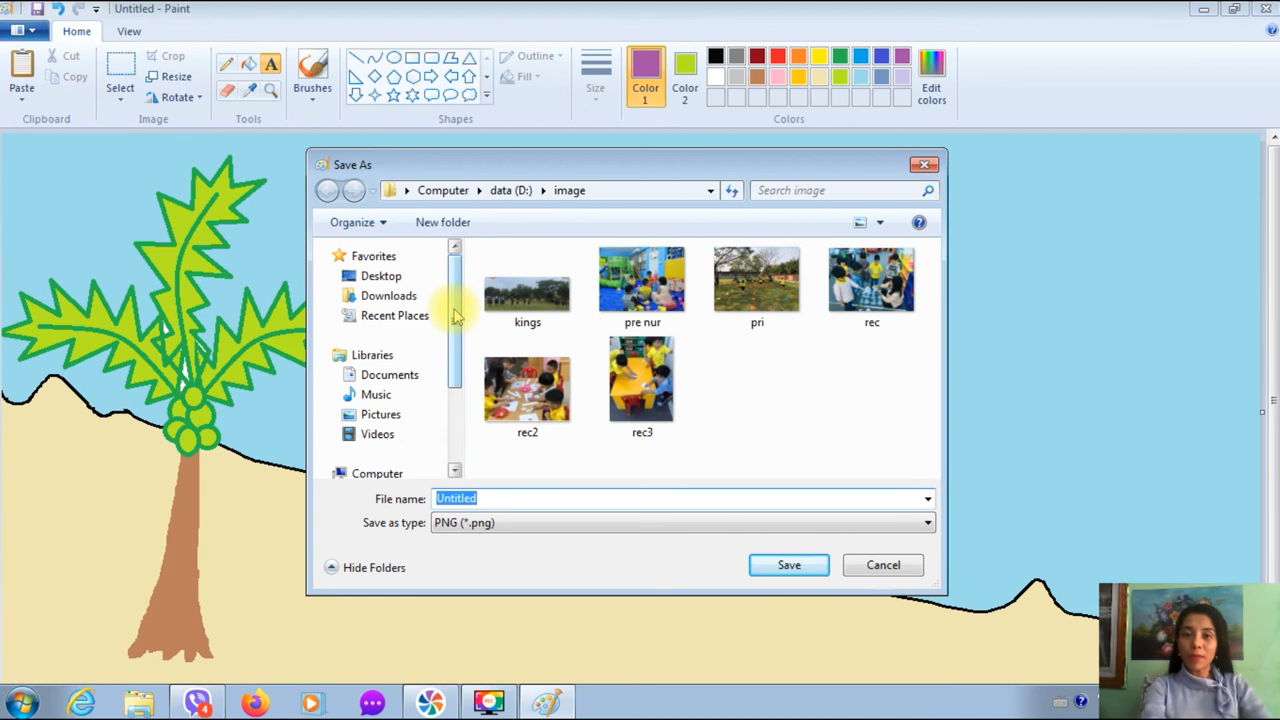 Untitled - Paint
Home View
Paste
Cut
Copy
Clipboard
Select
Crop
Resize
Rotate
Image
A
Tools
Brushes
Outline
Fill
Shapes
Size
Color 1
Color 2
Edit colors
Colors
Save As
Computer data (D:) image
Search image
Organize New folder
Favorites
Desktop
Downloads
Recent Places
Libraries
Documents
Music
Pictures
Videos
Computer
kings pre nur pri rec
rec2 rec3
File name: Untitled
Save as type: PNG (*.png)
Hide Folders Save Cancel
4
REC